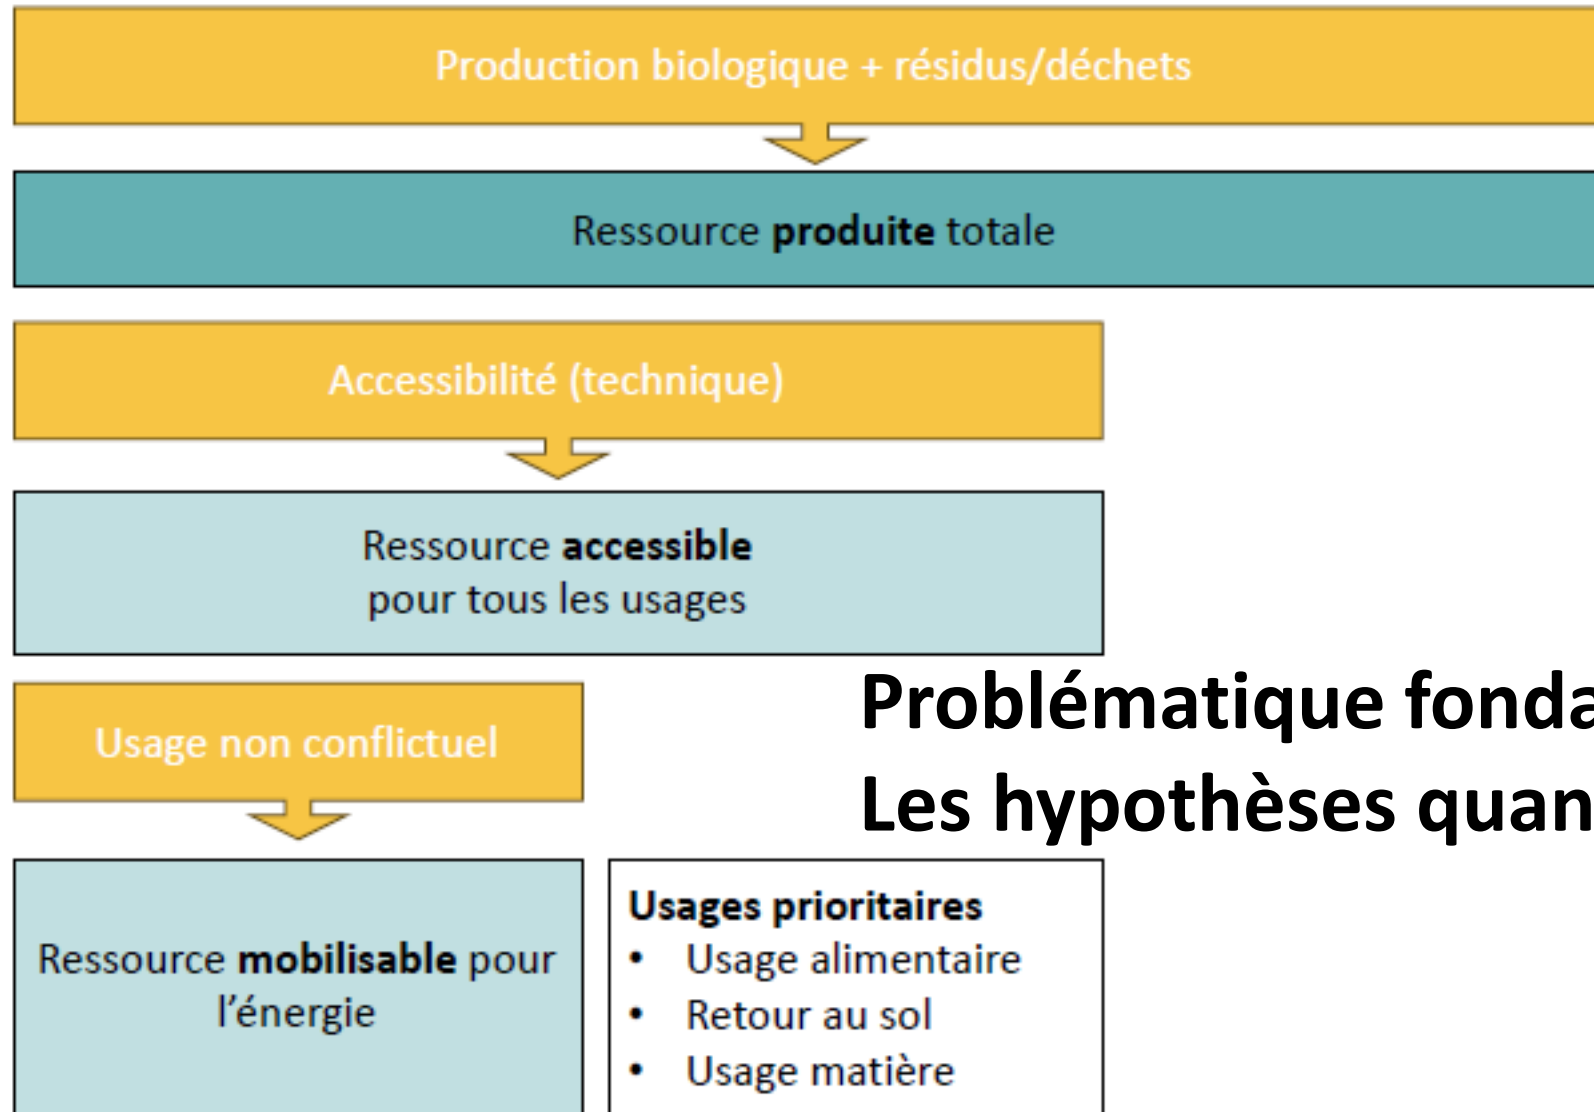 Production biologique + résidus/déchets
Ressource produite totale
Accessibilité (technique)
Ressource accessible
pour tous les usages
Usage non conflictuel
Problématique fonda
Les hypothèses quan
Ressource mobilisable pour
l'énergie
Usages prioritaires
• Usage alimentaire
• Retour au sol
• Usage matière